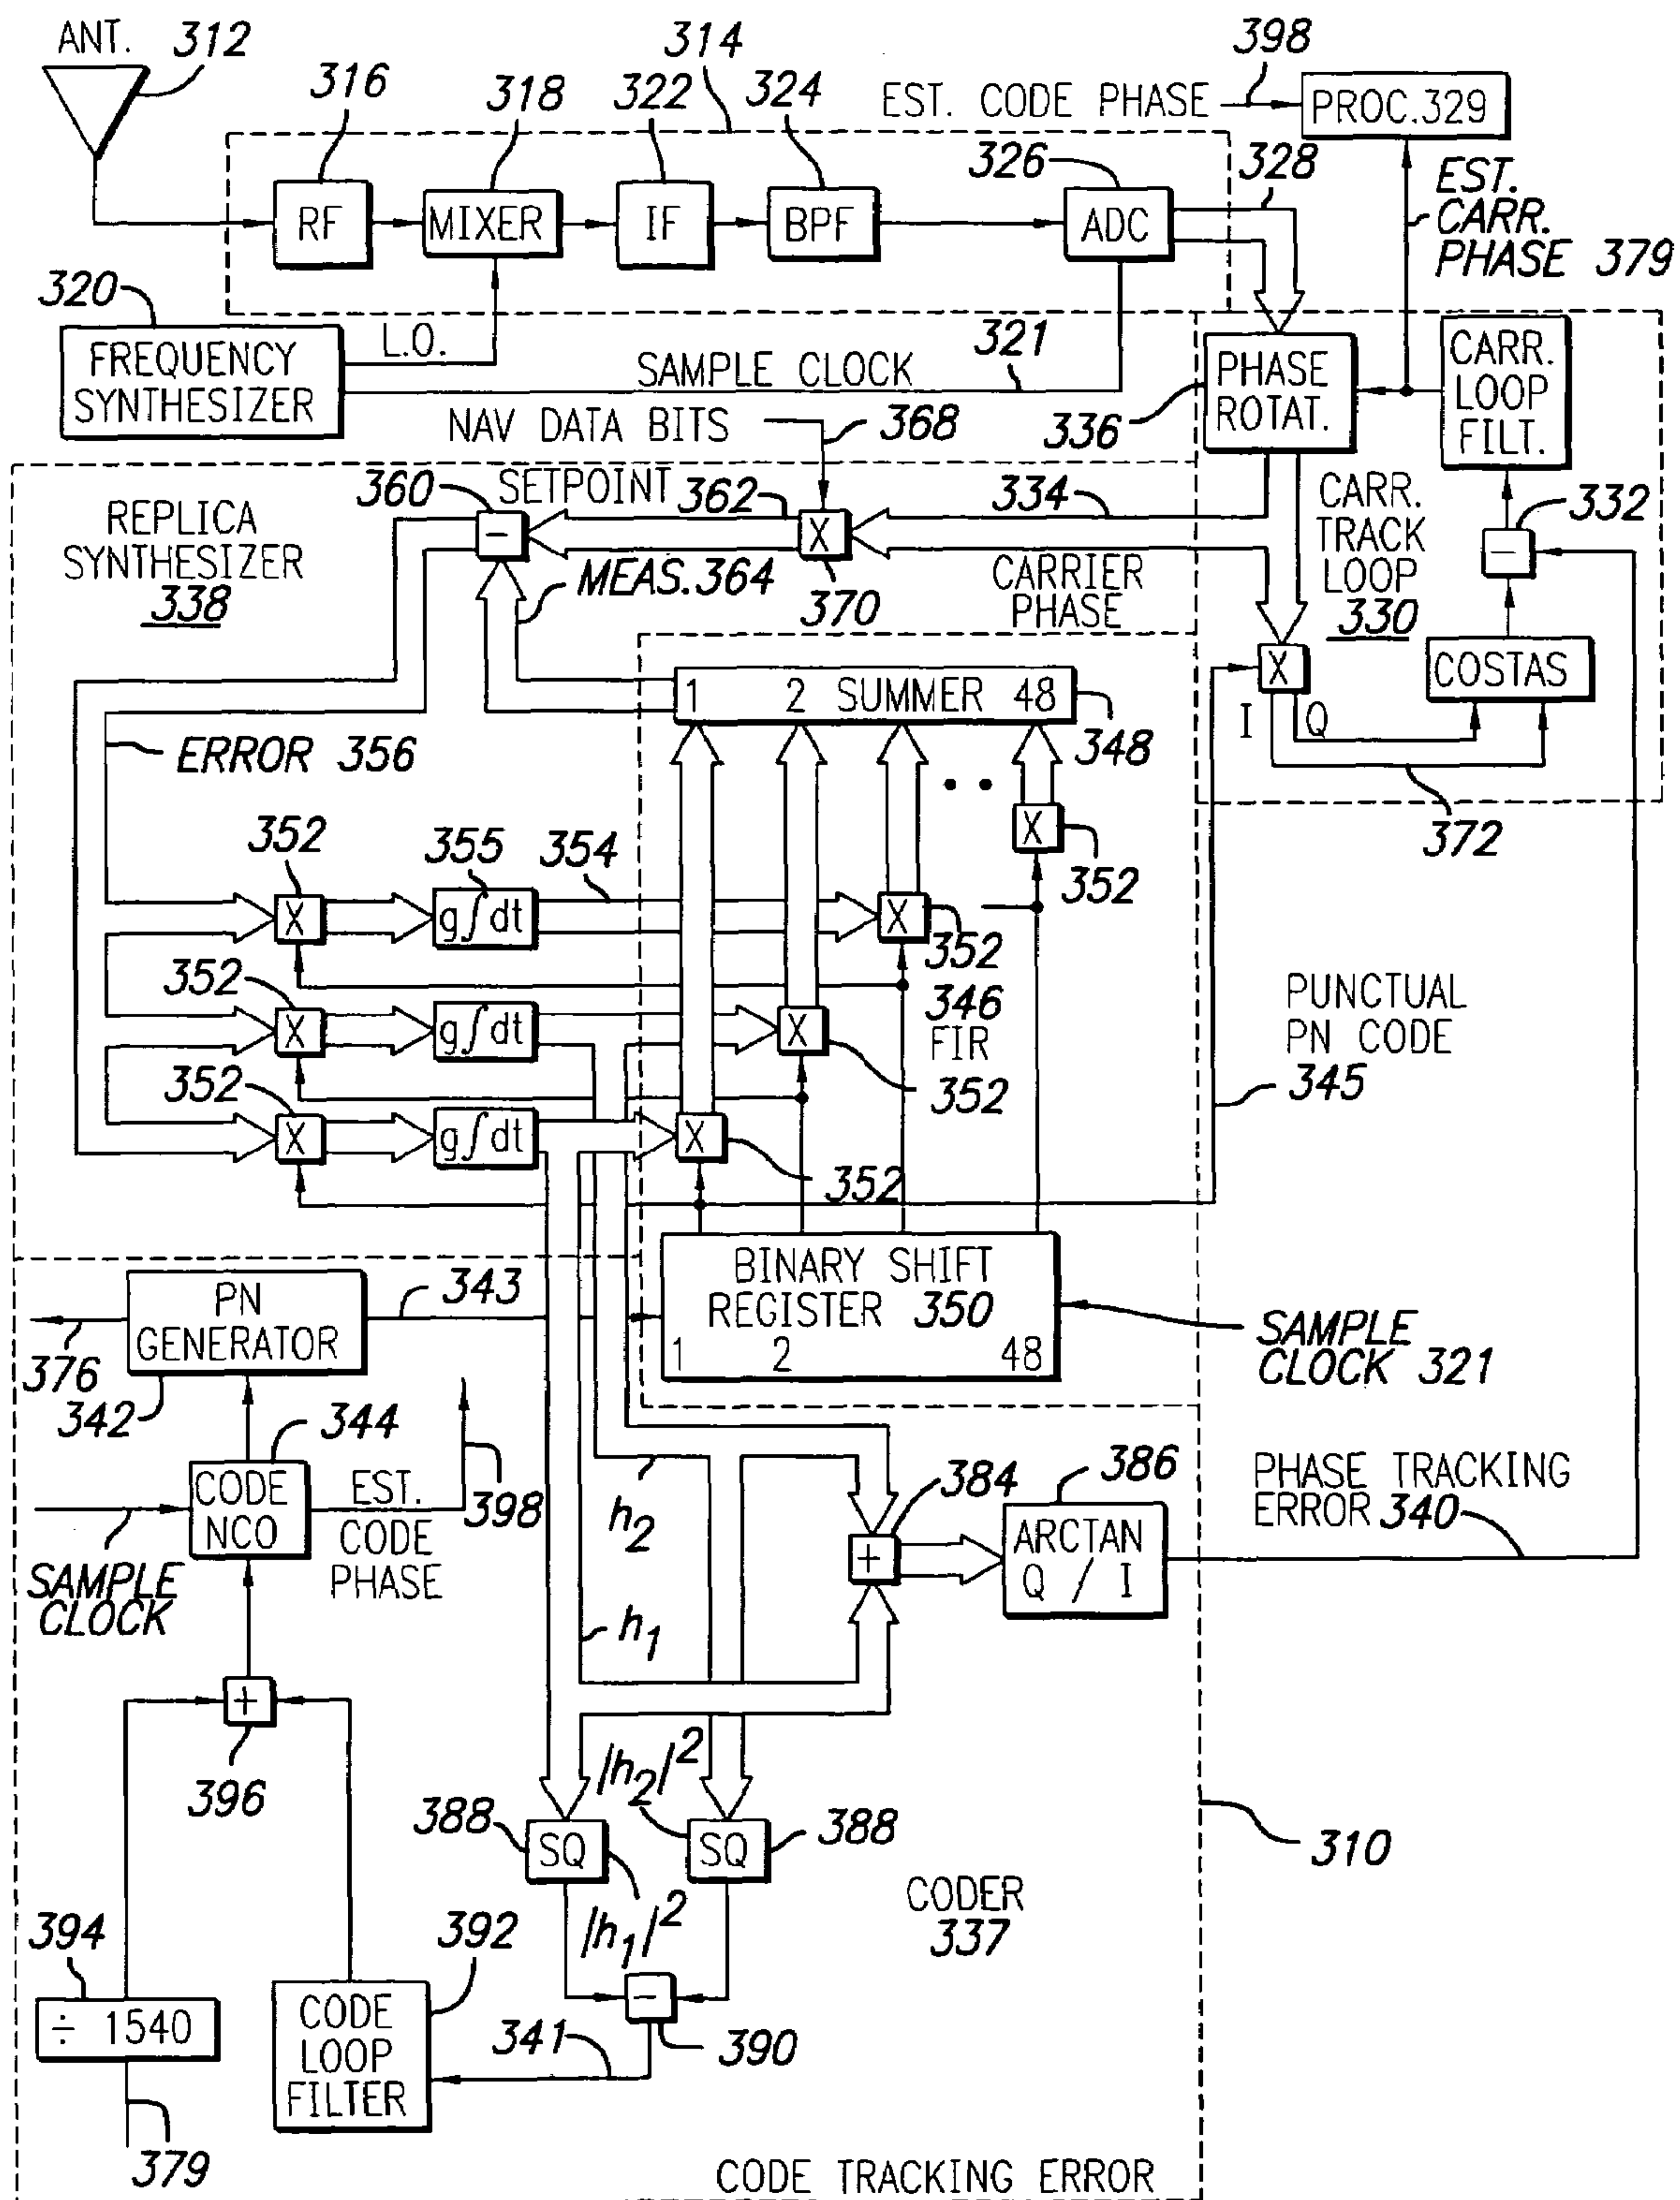 ANT. 312
314
398
316
318
322
324
EST. CODE PHASE
PROC.329
326
328
RF
MIXER
IF
BPF
ADC
EST.
CARR.
PHASE 379
320
FREQUENCY
SYNTHESIZER
L.O.
SAMPLE CLOCK
321
PHASE
ROTAT.
CARR.
LOOP
FILT.
NAV DATA BITS
368
336
360
SETPOINT
362
334
REPLICA
SYNTHESIZER
338
-
X
370
MEAS.364
CARRIER
PHASE
CARR.
TRACK
LOOP
330
332
-
X
COSTAS
1 2 SUMMER 48
348
I Q
372
ERROR 356
352
355
354
X
352
X
g∫dt
X
352
352
X
g∫dt
X
346
FIR
352
352
X
g∫dt
X
352
PUNCTUAL
PN CODE
345
BINARY SHIFT
REGISTER 350
1 2 48
SAMPLE
CLOCK 321
PN
GENERATOR
343
376
342
344
CODE
NCO
EST.
CODE
PHASE
398
SAMPLE
CLOCK
h2
384
386
+
ARCTAN
Q / I
PHASE TRACKING
ERROR 340
h1
+
396
|h2|2
388
SQ
SQ
388
310
|h1|2
CODER
337
394
÷ 1540
392
CODE
LOOP
FILTER
-
390
341
379
CODE TRACKING ERROR